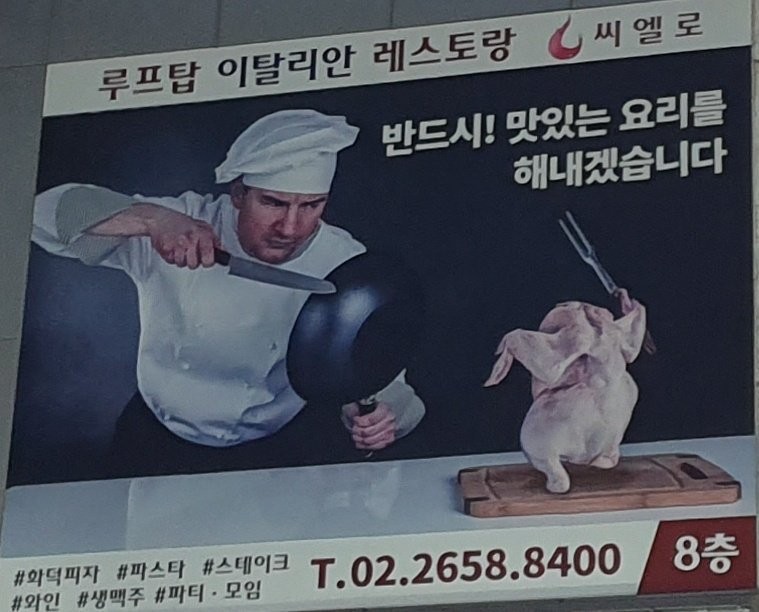 루프탑 이탈리안 레스토랑 씨엘로
반드시! 맛있는 요리를
해내겠습니다
#화덕피자 #파스타 #스테이크
#와인 #생맥주 #파티·모임
T.02.2658.8400
8층